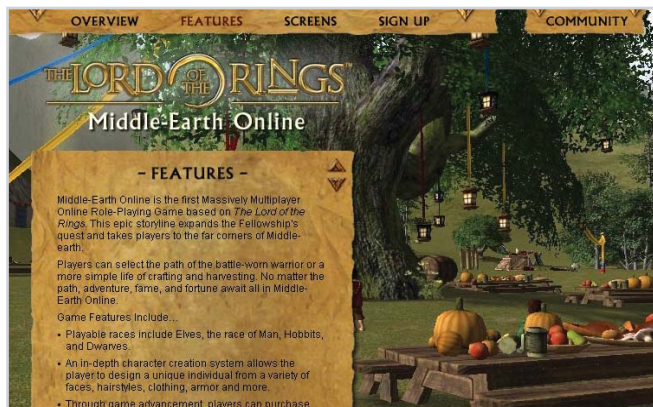 OVERVIEW FEATURES SCREENS SIGN UP COMMUNITY
THE LORD OF THE RINGS™
Middle-Earth Online
- FEATURES -
Middle-Earth Online is the first Massively Multiplayer
Online Role-Playing Game based on The Lord of the
Rings. This epic storyline expands the Fellowship's
quest and takes players to the far corners of Middle-
earth.
Players can select the path of the battle-worn warrior or a
more simple life of crafting and harvesting. No matter the
path, adventure, fame, and fortune await all in Middle-
Earth Online.
Game Features Include...
• Playable races include Elves, the race of Man, Hobbits,
and Dwarves.
• An in-depth character creation system allows the
player to design a unique individual from a variety of
faces, hairstyles, clothing, armor and more.
• Through game advancement, players can purchase